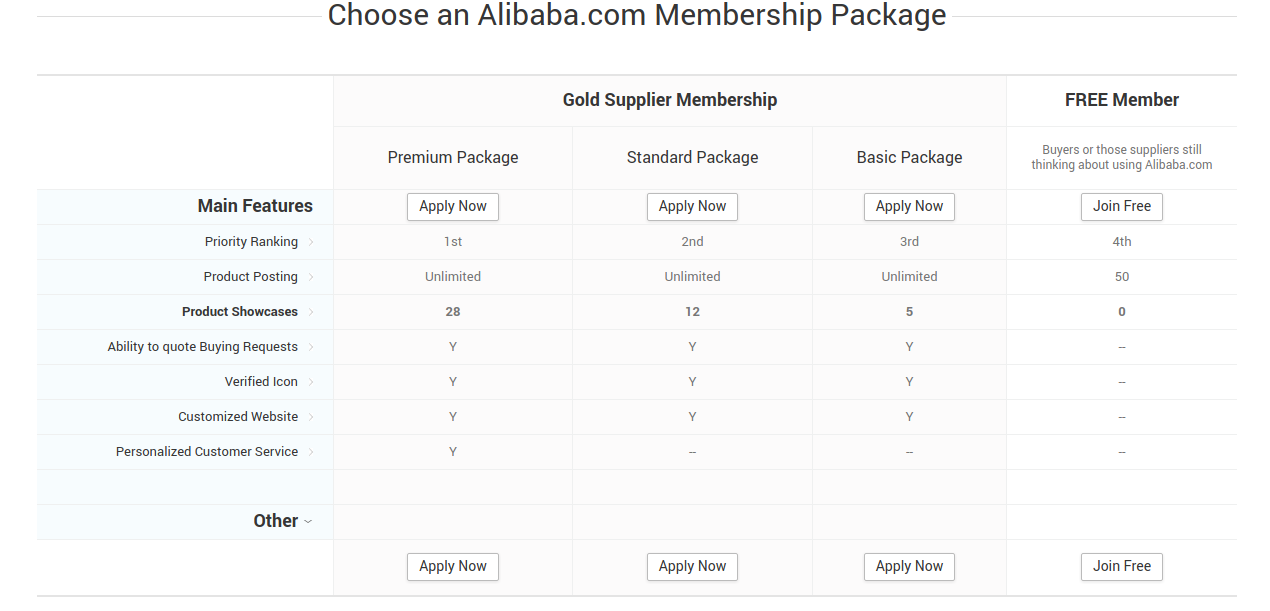 Choose an Alibaba.com Membership Package
Gold Supplier Membership
FREE Member
Premium Package
Standard Package
Basic Package
Buyers or those suppliers still
thinking about using Alibaba.com
Main Features
Apply Now
Apply Now
Apply Now
Join Free
Priority Ranking
1st
2nd
3rd
4th
Product Posting
Unlimited
Unlimited
Unlimited
50
Product Showcases
28
12
5
0
Ability to quote Buying Requests
Y
Y
Y
--
Verified Icon
Y
Y
Y
--
Customized Website
Y
Y
Y
--
Personalized Customer Service
Y
--
--
--
Other
Apply Now
Apply Now
Apply Now
Join Free